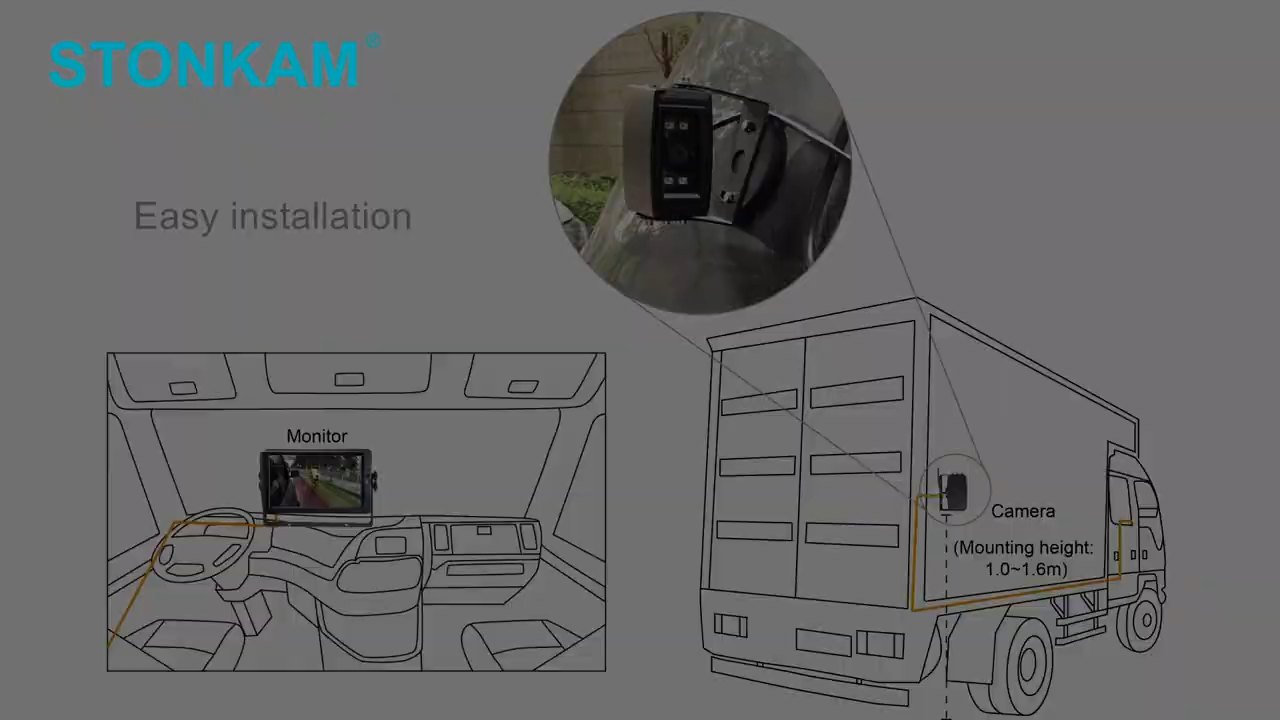 STONKAM®
Easy installation
Monitor
Camera
(Mounting height:
1.0~1.6m)